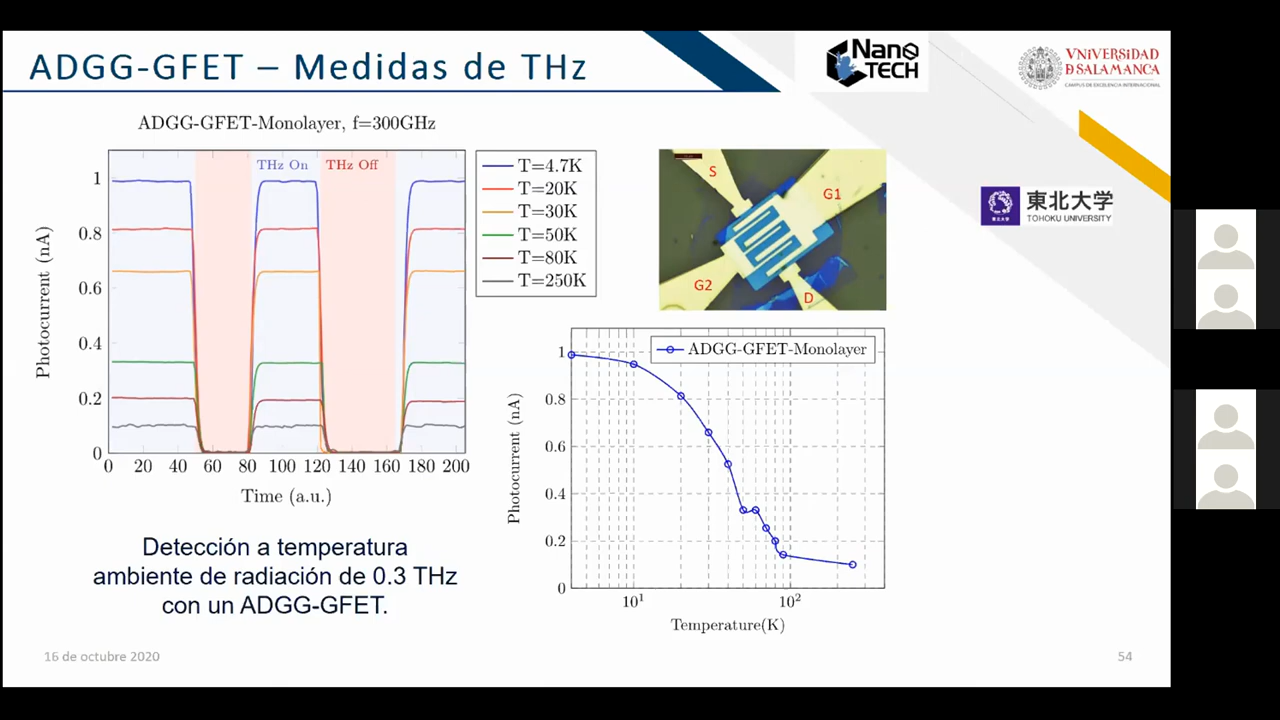 ADGG-GFET – Medidas de THz
Nano
TECH
VNiVERSiDAD
D SALAMANCA
CAMPUS DE EXCELENCIA INTERNACIONAL
東北大学
TOHOKU UNIVERSITY
ADGG-GFET-Monolayer, f=300GHz
THz On
THz Off
Photocurrent (nA)
1
0.8
0.6
0.4
0.2
0
0 20 40 60 80 100 120 140 160 180 200
Time (a.u.)
T=4.7K
T=20K
T=30K
T=50K
T=80K
T=250K
S
G1
G2
D
ADGG-GFET-Monolayer
Photocurrent (nA)
1
0.8
0.6
0.4
0.2
0
10¹ 10²
Temperature(K)
Detección a temperatura
ambiente de radiación de 0.3 THz
con un ADGG-GFET.
16 de octubre 2020
54